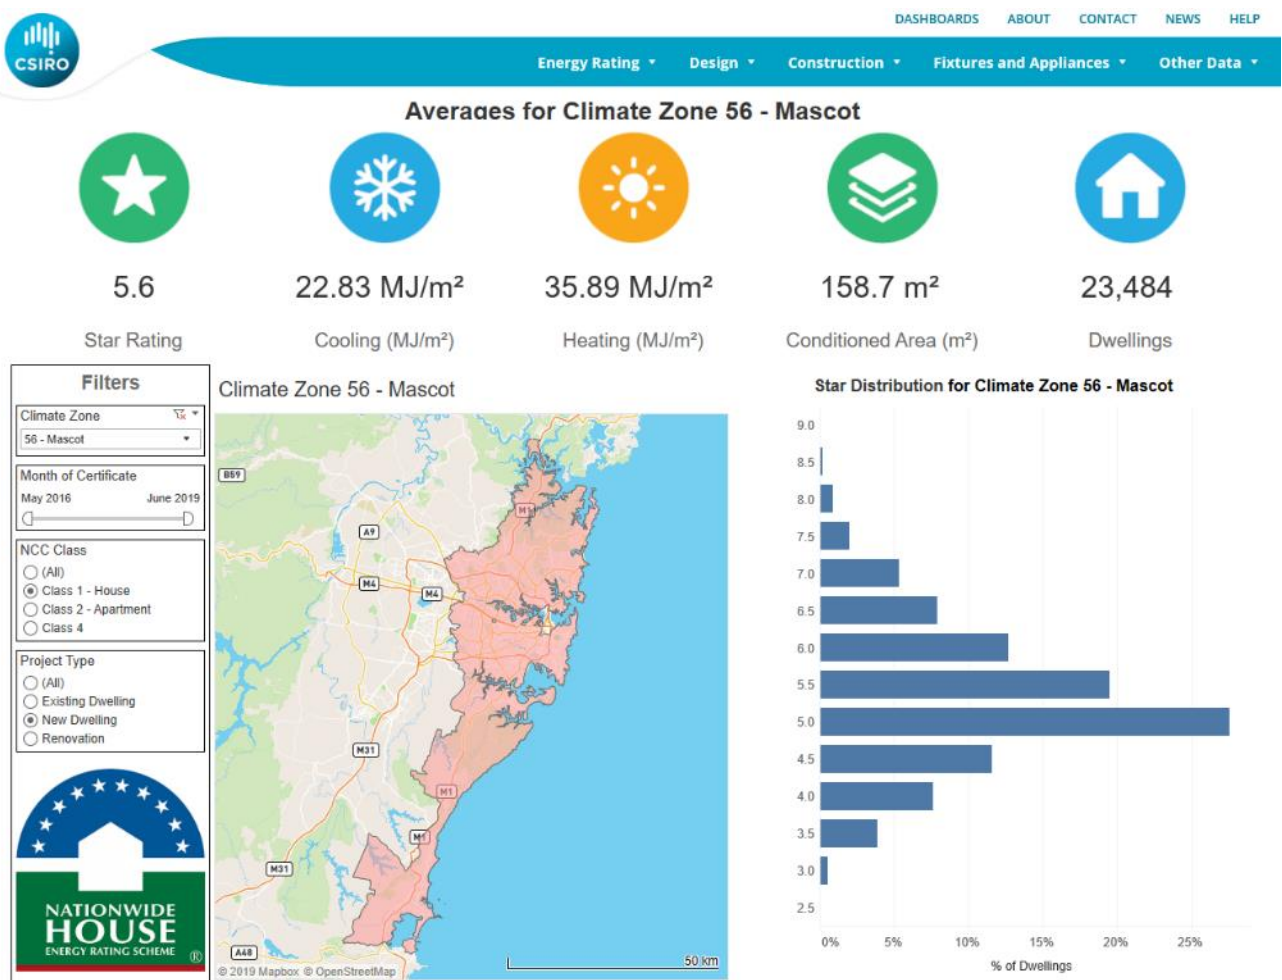 DASHBOARDS ABOUT CONTACT NEWS HELP
CSIRO
Energy Rating Design Construction Fixtures and Appliances Other Data
Averages for Climate Zone 56 - Mascot
5.6 22.83 MJ/m² 35.89 MJ/m² 158.7 m² 23,484
Star Rating Cooling (MJ/m²) Heating (MJ/m²) Conditioned Area (m²) Dwellings
Filters
Climate Zone
56 - Mascot
Month of Certificate
May 2016 June 2019
NCC Class
(All)
Class 1 - House
Class 2 - Apartment
Class 4
Project Type
(All)
Existing Dwelling
New Dwelling
Renovation
NATIONWIDE
HOUSE
ENERGY RATING SCHEME ®
Climate Zone 56 - Mascot
B59
M1
A9
M4
M4
M31
M1
M1
M31
A48
50 km
© 2019 Mapbox © OpenStreetMap
Star Distribution for Climate Zone 56 - Mascot
9.0
8.5
8.0
7.5
7.0
6.5
6.0
5.5
5.0
4.5
4.0
3.5
3.0
2.5
0% 5% 10% 15% 20% 25%
% of Dwellings